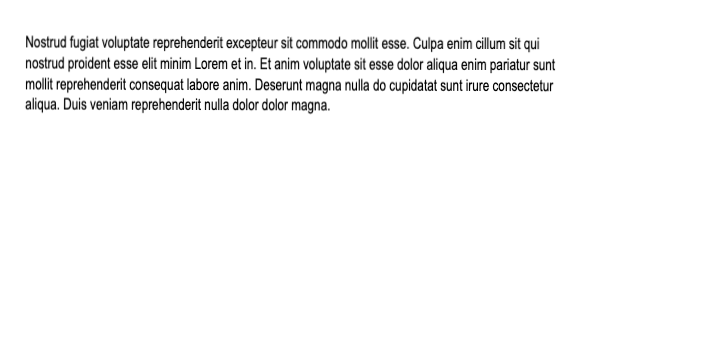 Nostrud fugiat voluptate reprehenderit excepteur sit commodo mollit esse. Culpa enim cillum sit qui
nostrud proident esse elit minim Lorem et in. Et anim voluptate sit esse dolor aliqua enim pariatur sunt
mollit reprehenderit consequat labore anim. Deserunt magna nulla do cupidatat sunt irure consectetur
aliqua. Duis veniam reprehenderit nulla dolor dolor magna.